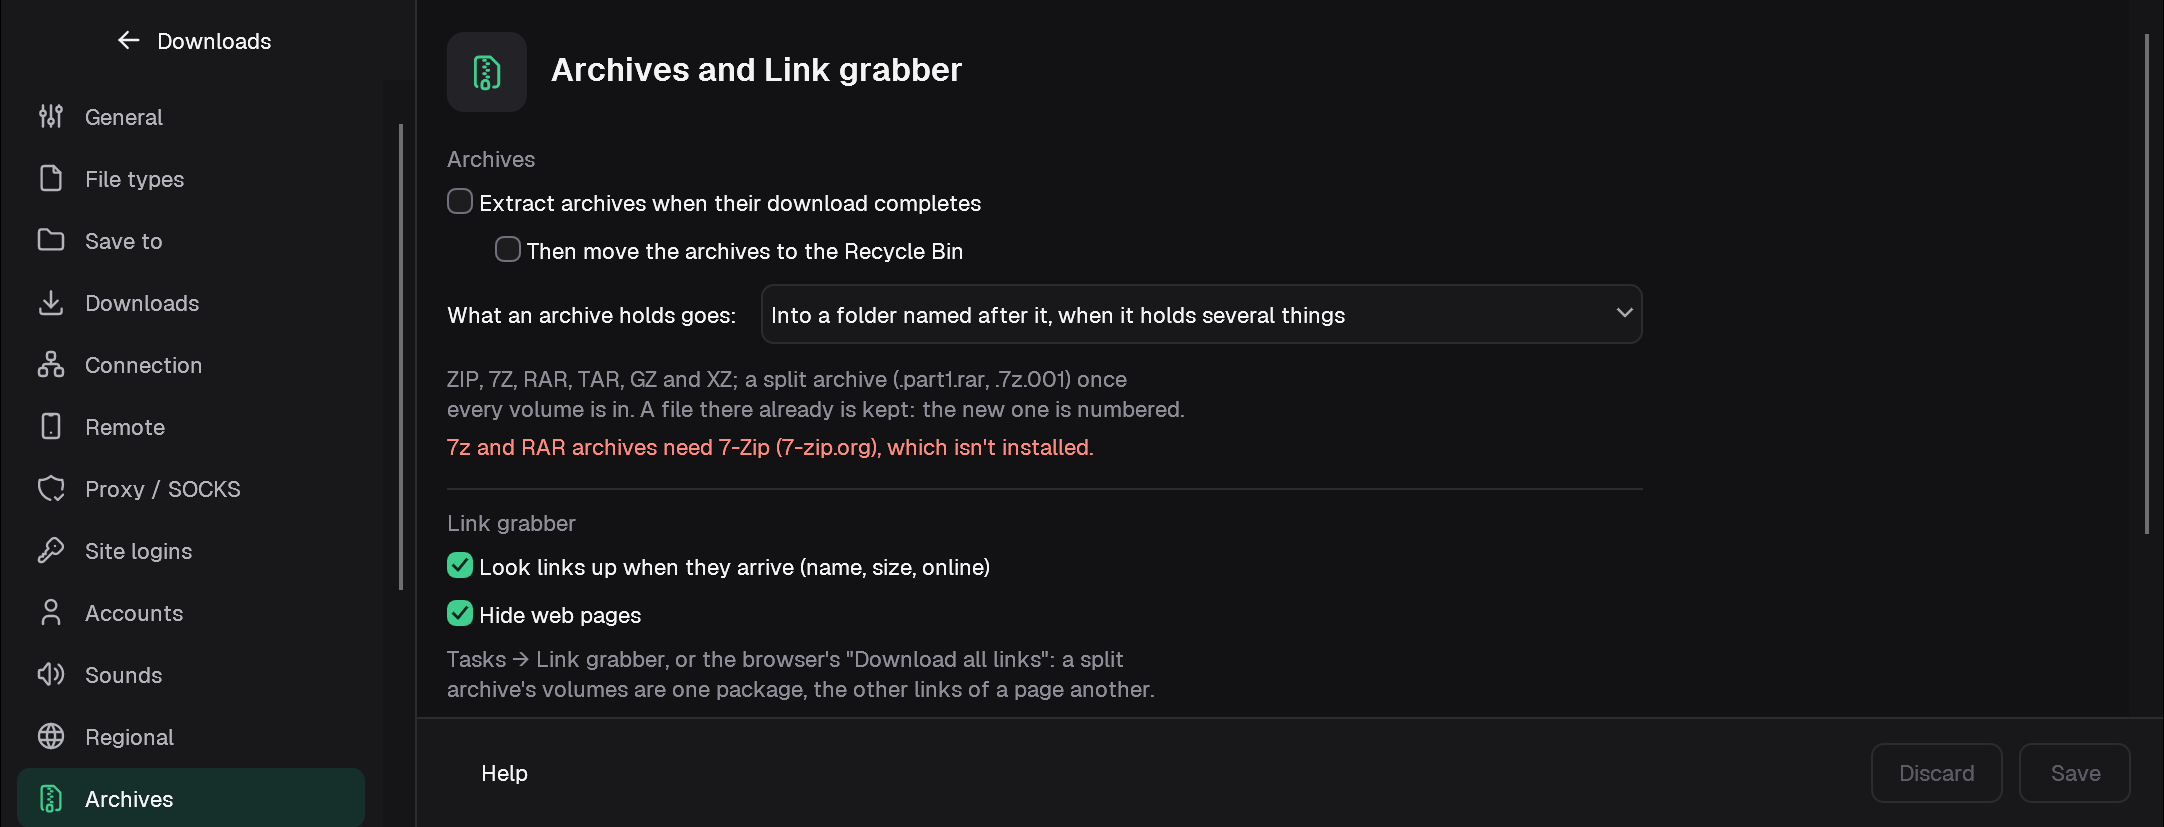 Downloads
General
File types
Save to
Downloads
Connection
Remote
Proxy / SOCKS
Site logins
Accounts
Sounds
Regional
Archives
Archives and Link grabber
Archives
Extract archives when their download completes
Then move the archives to the Recycle Bin
What an archive holds goes: Into a folder named after it, when it holds several things
ZIP, 7Z, RAR, TAR, GZ and XZ; a split archive (.part1.rar, .7z.001) once
every volume is in. A file there already is kept: the new one is numbered.
7z and RAR archives need 7-Zip (7-zip.org), which isn't installed.
Link grabber
Look links up when they arrive (name, size, online)
Hide web pages
Tasks → Link grabber, or the browser's "Download all links": a split
archive's volumes are one package, the other links of a page another.
Help
Discard
Save